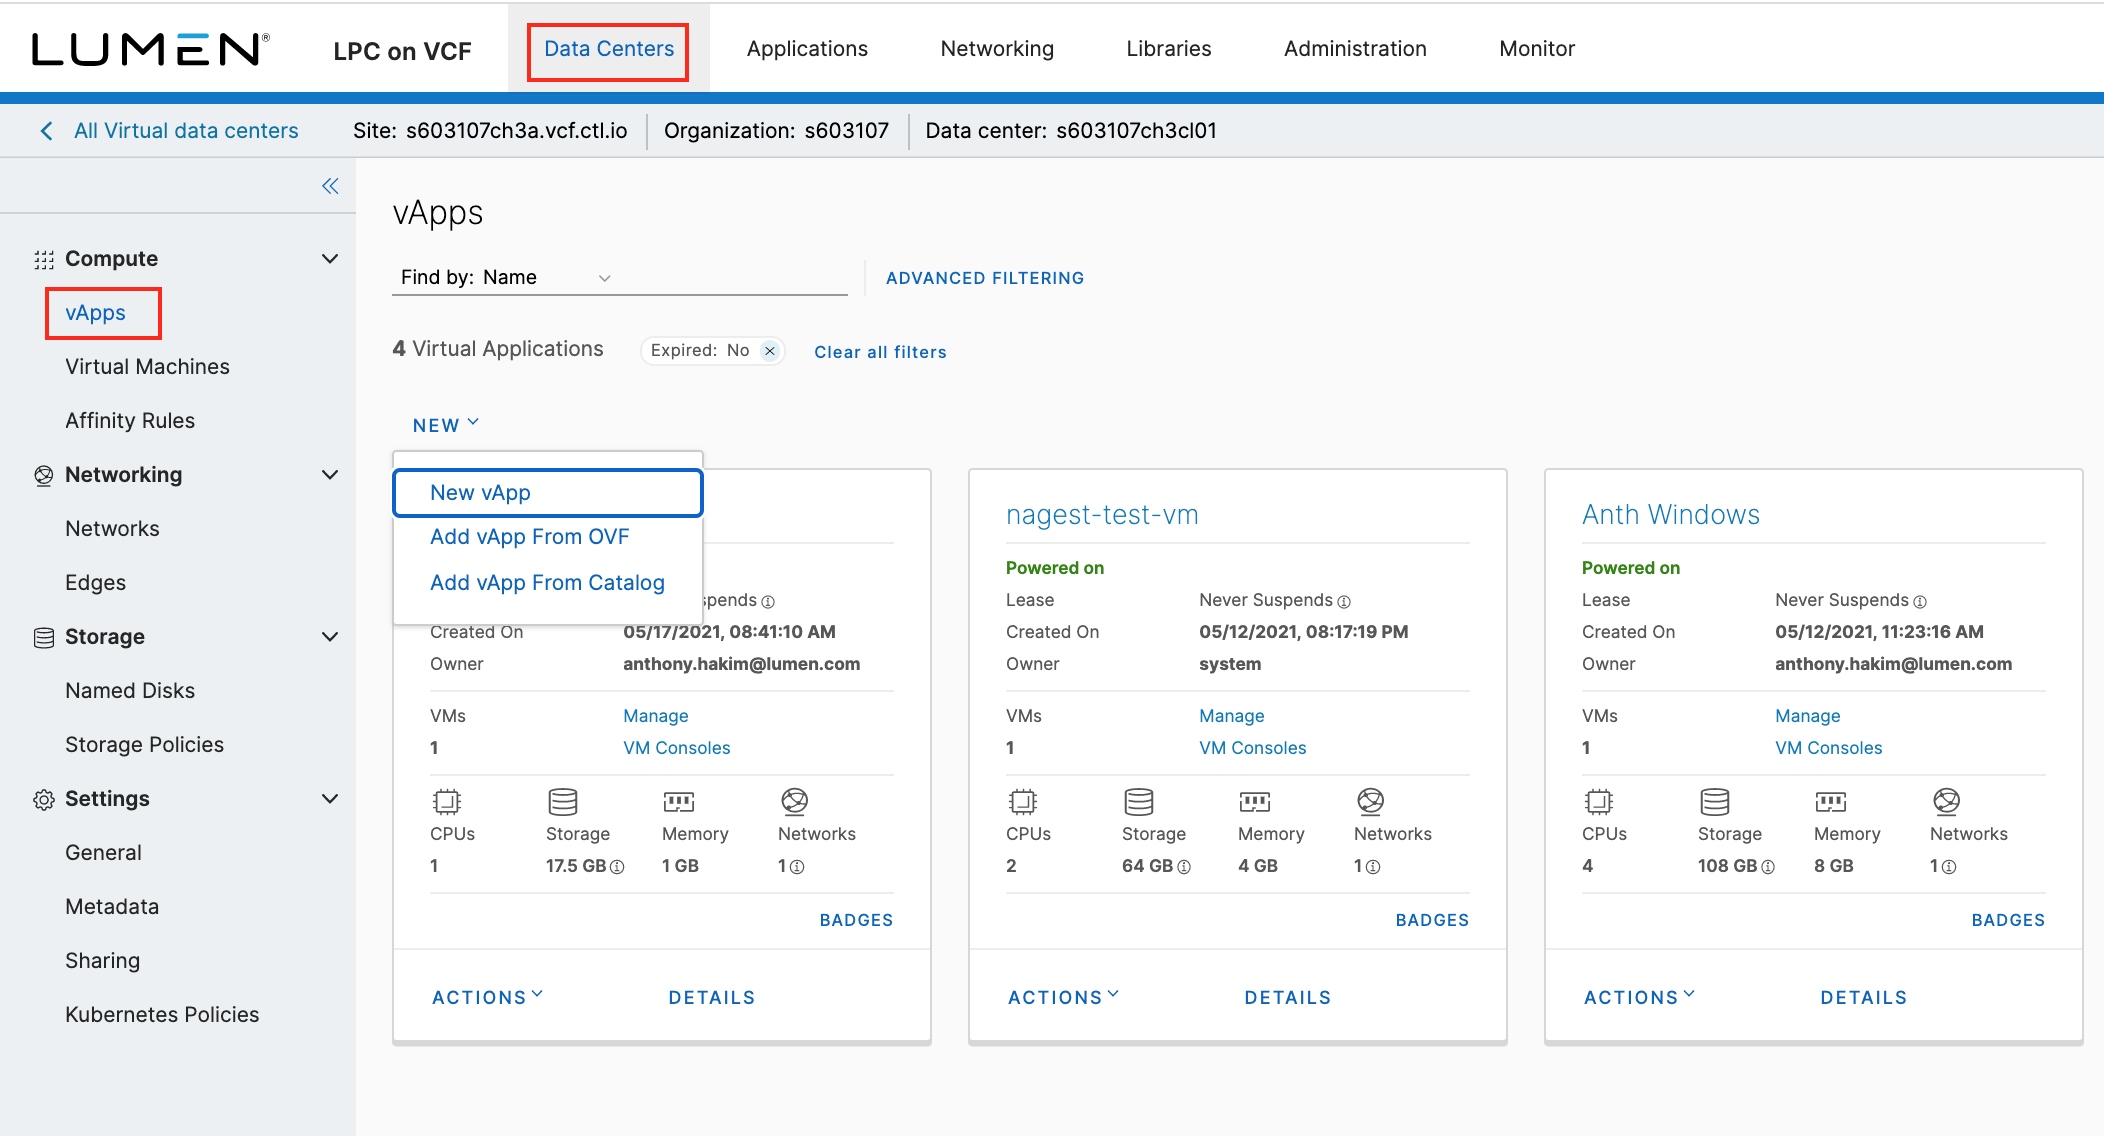 LUMEN®
LPC on VCF
Data Centers
Applications
Networking
Libraries
Administration
Monitor
All Virtual data centers
Site: s603107ch3a.vcf.ctl.io
Organization: s603107
Data center: s603107ch3cl01
Compute
vApps
Virtual Machines
Affinity Rules
Networking
Networks
Edges
Storage
Named Disks
Storage Policies
Settings
General
Metadata
Sharing
Kubernetes Policies
vApps
Find by: Name
ADVANCED FILTERING
4 Virtual Applications
Expired: No
Clear all filters
NEW
New vApp
Add vApp From OVF
Add vApp From Catalog
Created On 05/17/2021, 08:41:10 AM
Owner anthony.hakim@lumen.com
VMs Manage
1 VM Consoles
CPUs Storage Memory Networks
1 17.5 GB 1 GB 1
BADGES
ACTIONS DETAILS
nagest-test-vm
Powered on
Lease Never Suspends
Created On 05/12/2021, 08:17:19 PM
Owner system
VMs Manage
1 VM Consoles
CPUs Storage Memory Networks
2 64 GB 4 GB 1
BADGES
ACTIONS DETAILS
Anth Windows
Powered on
Lease Never Suspends
Created On 05/12/2021, 11:23:16 AM
Owner anthony.hakim@lumen.com
VMs Manage
1 VM Consoles
CPUs Storage Memory Networks
4 108 GB 8 GB 1
BADGES
ACTIONS DETAILS